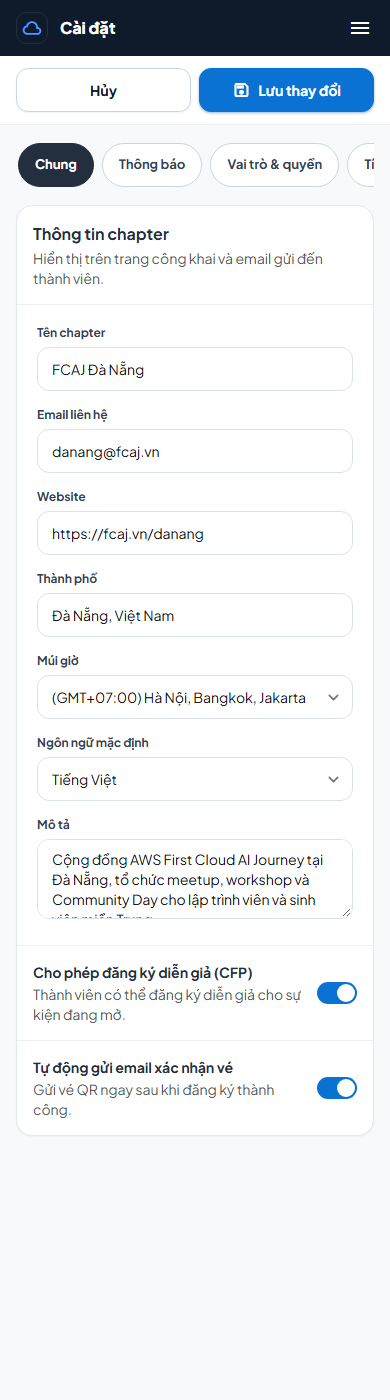 Cài đặt
Hủy
Lưu thay đổi
Chung
Thông báo
Vai trò & quyền
Thông tin chapter
Hiển thị trên trang công khai và email gửi đến
thành viên.
Tên chapter
FCAJ Đà Nẵng
Email liên hệ
danang@fcaj.vn
Website
https://fcaj.vn/danang
Thành phố
Đà Nẵng, Việt Nam
Múi giờ
(GMT+07:00) Hà Nội, Bangkok, Jakarta
Ngôn ngữ mặc định
Tiếng Việt
Mô tả
Cộng đồng AWS First Cloud AI Journey tại
Đà Nẵng, tổ chức meetup, workshop và
Community Day cho lập trình viên và sinh
Cho phép đăng ký diễn giả (CFP)
Thành viên có thể đăng ký diễn giả cho sự
kiện đang mở.
Tự động gửi email xác nhận vé
Gửi vé QR ngay sau khi đăng ký thành
công.